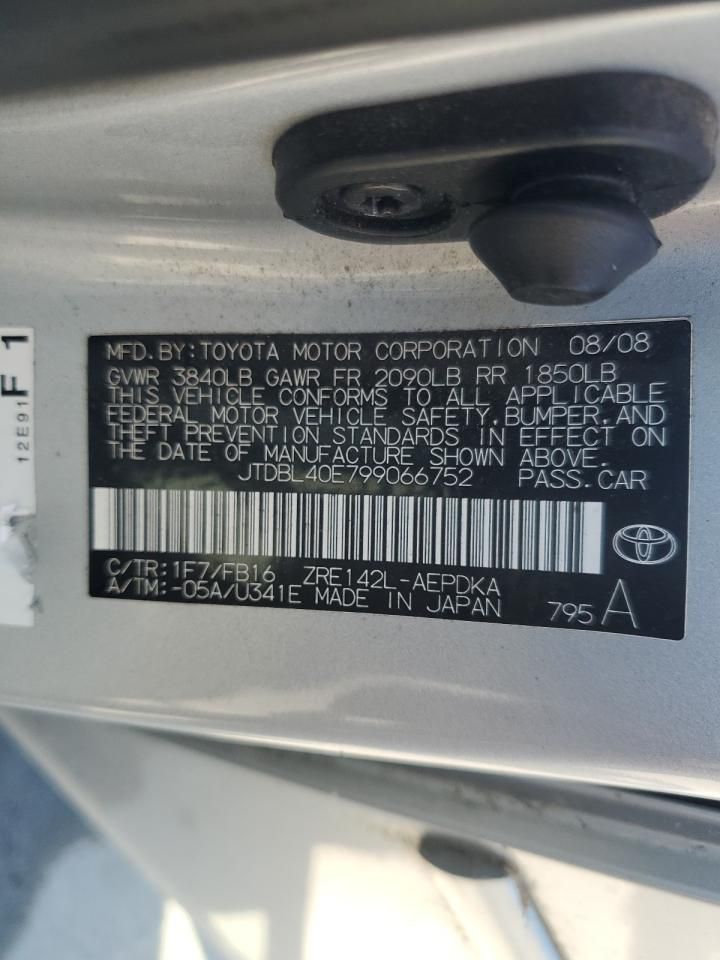 F 1
12E91
MFD.BY:TOYOTA MOTOR CORPORATION 08/08
GVWR 3840LB GAWR FR 2090LB RR 1850LB
THIS VEHICLE CONFORMS TO ALL APPLICABLE
FEDERAL MOTOR VEHICLE SAFETY,BUMPER,AND
THEFT PREVENTION STANDARDS IN EFFECT ON
THE DATE OF MANUFACTURE SHOWN ABOVE.
JTDBL40E799066752 PASS.CAR
C/TR:1F7/FB16 ZRE142L-AEPDKA
A/TM:-05A/U341E MADE IN JAPAN 795 A